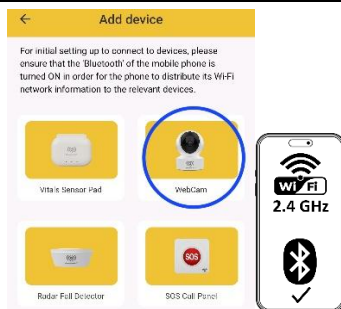 Add device
For initial setting up to connect to devices, please
ensure that the 'Bluetooth' of the mobile phone is
turned ON in order for the phone to distribute its Wi-Fi
network information to the relevant devices.
Vitals Sensor Pad
WebCam
Wi Fi
2.4 GHz
SOS
Radar Fall Detector
SOS Call Panel